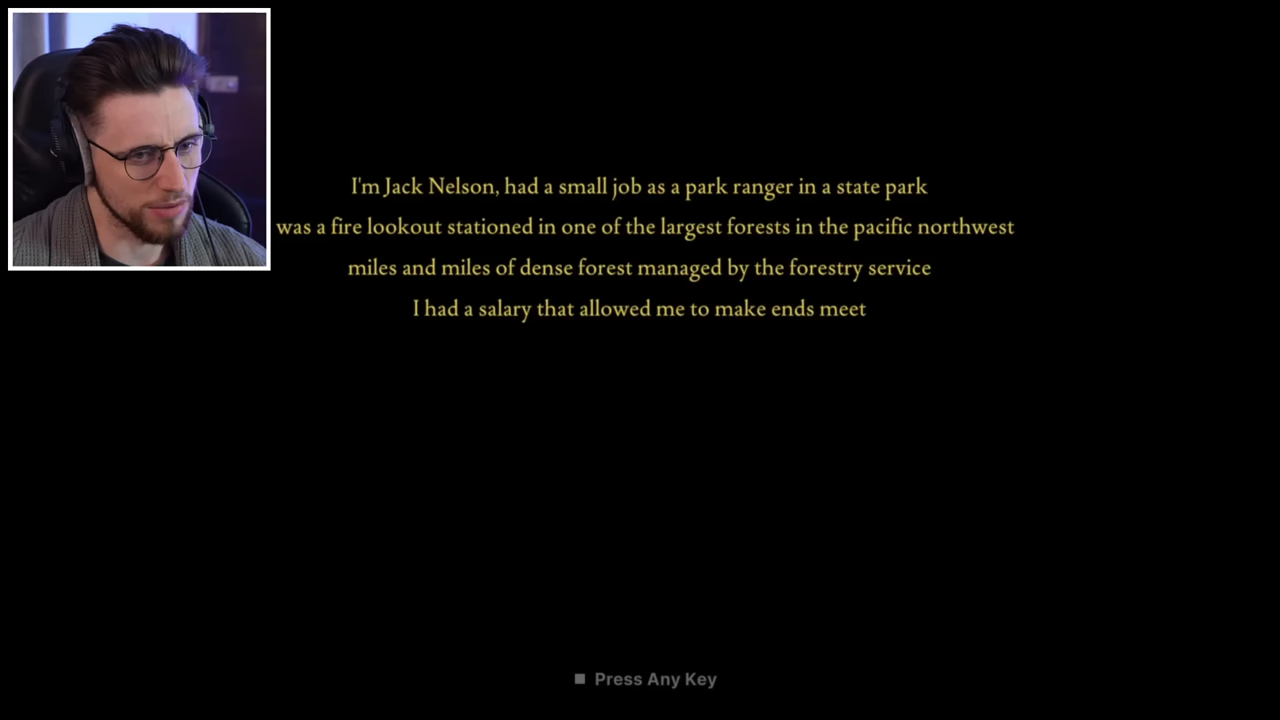 I'm Jack Nelson, had a small job as a park ranger in a state park
was a fire lookout stationed in one of the largest forests in the pacific northwest
miles and miles of dense forest managed by the forestry service
I had a salary that allowed me to make ends meet
Press Any Key